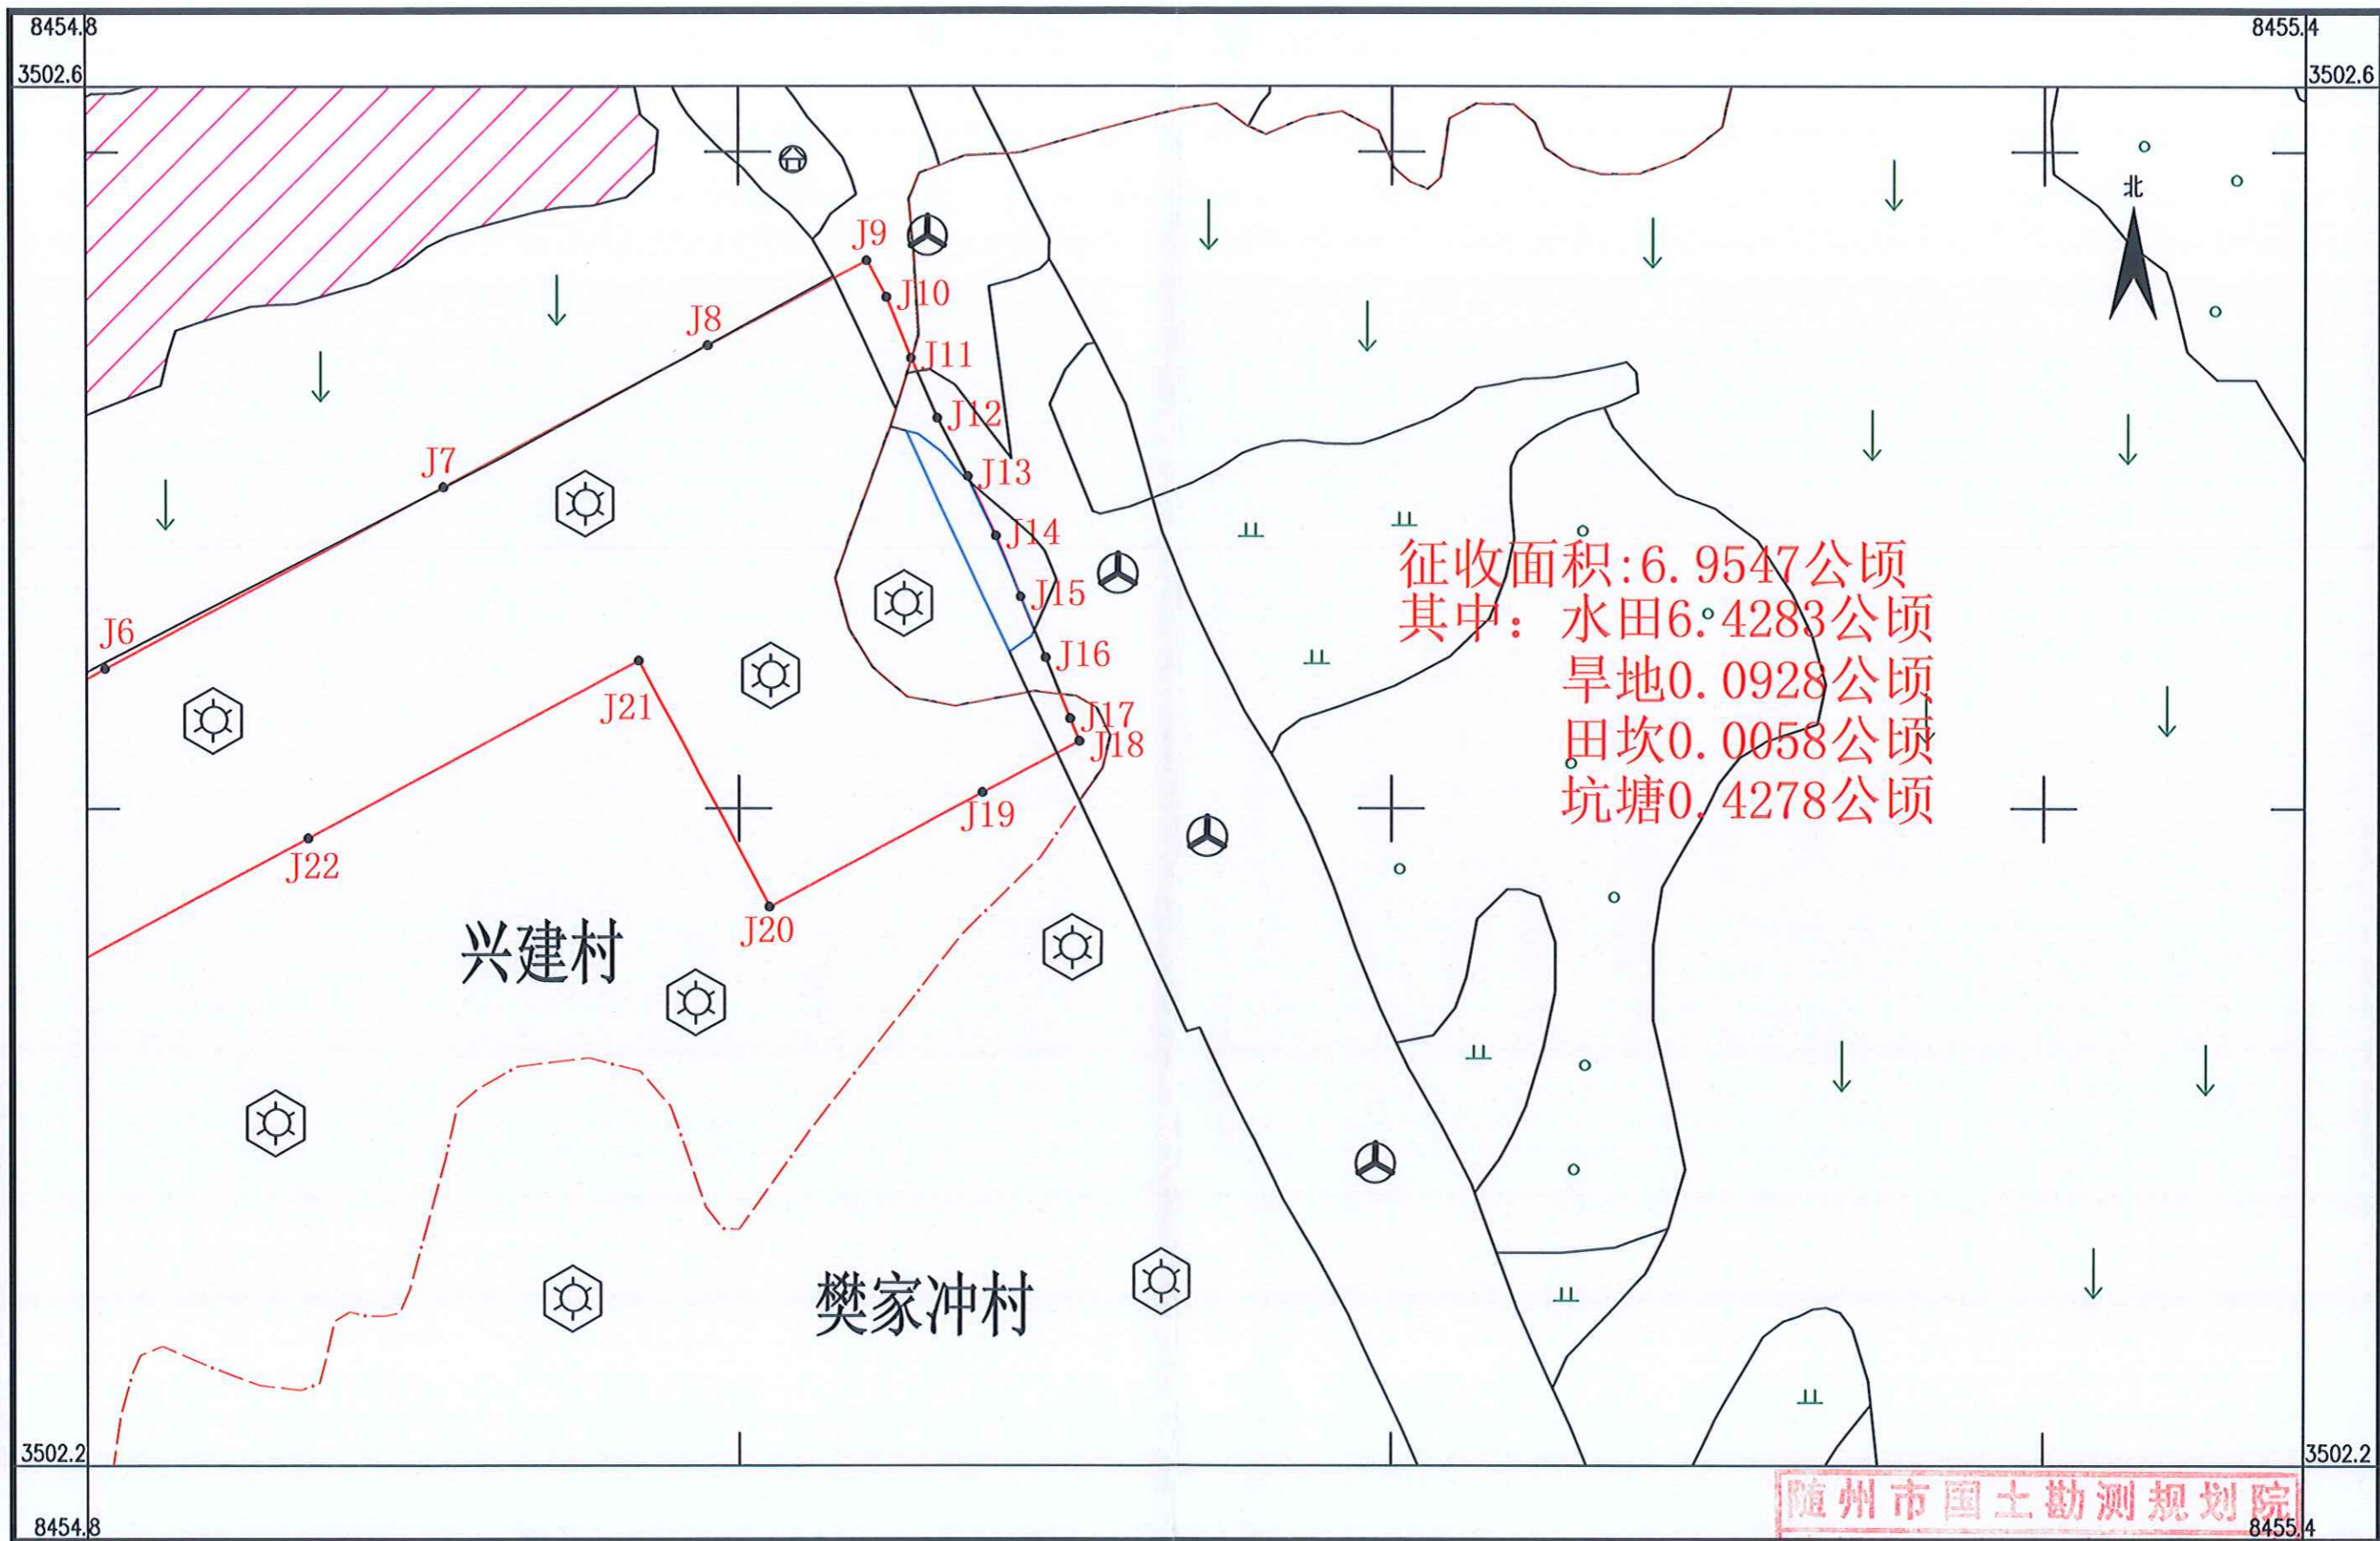 8454.8
8455.4
3502.6
3502.6
北
J9
J10
J8
J11
J12
J7
J13
J14
J15
J6
J16
J21
J17
J18
J19
J22
J20
征收面积:6.9547公顷
其中：水田6.4283公顷
旱地0.0928公顷
田坎0.0058公顷
坑塘0.4278公顷
兴建村
樊家冲村
3502.2
3502.2
随州市国土勘测规划院
8454.8
8455.4